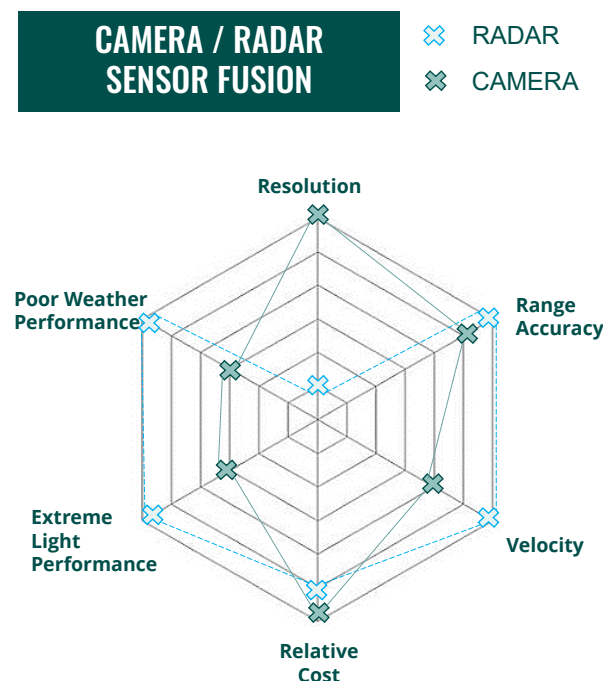 CAMERA / RADAR
SENSOR FUSION
RADAR
CAMERA
Resolution
Poor Weather
Performance
Range
Accuracy
Extreme
Light
Performance
Velocity
Relative
Cost